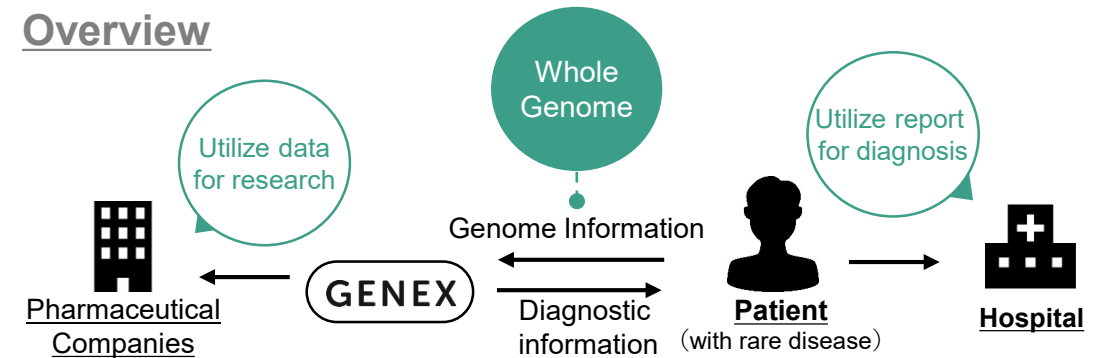 Overview
Whole
Genome
Utilize data
for research
Utilize report
for diagnosis
Genome Information
GENEX
Diagnostic
information
Pharmaceutical
Companies
Patient
（with rare disease）
Hospital